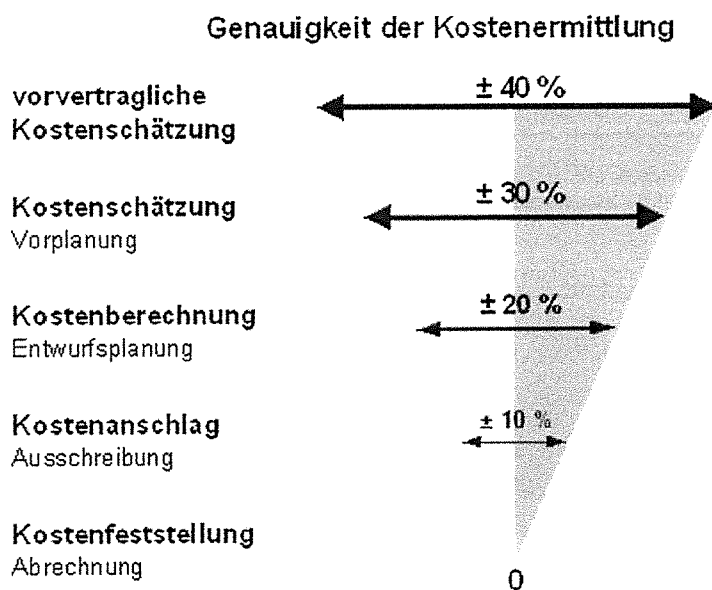 Genauigkeit der Kostenermittlung
vorvertragliche
Kostenschätzung
± 40 %
Kostenschätzung
Vorplanung
± 30 %
Kostenberechnung
Entwurfsplanung
± 20 %
Kostenanschlag
Ausschreibung
± 10 %
Kostenfeststellung
Abrechnung
0